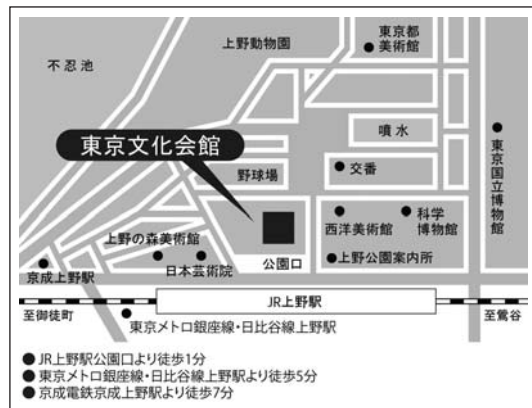 東京都
美術館
上野動物園
不忍池
噴水
東京文化会館
野球場
交番
東京国立博物館
上野の森美術館
西洋美術館
科学
博物館
京成上野駅
日本芸術院
公園口
上野公園案内所
JR上野駅
至御徒町
至鶯谷
東京メトロ銀座線・日比谷線上野駅
●JR上野駅公園口より徒歩1分
●東京メトロ銀座線・日比谷線上野駅より徒歩5分
●京成電鉄京成上野駅より徒歩7分